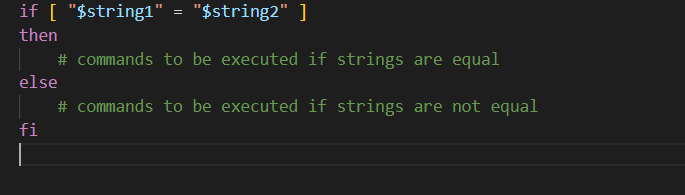 if [ "$string1" = "$string2" ]
then
# commands to be executed if strings are equal
else
# commands to be executed if strings are not equal
fi